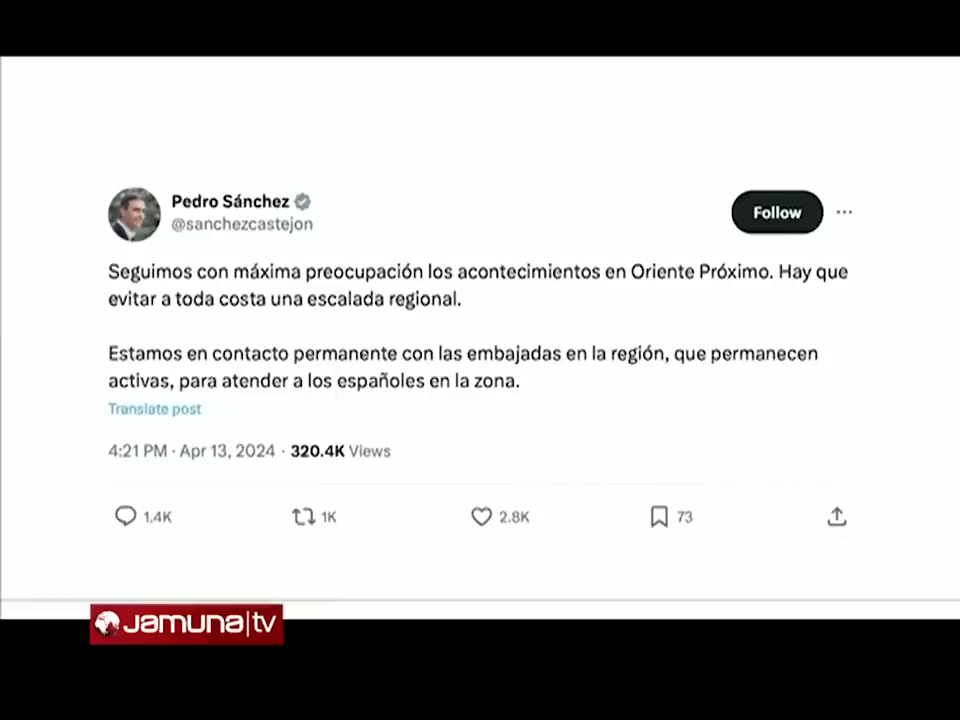 Pedro Sánchez
@sanchezcastejon
Follow
Seguimos con máxima preocupación los acontecimientos en Oriente Próximo. Hay que
evitar a toda costa una escalada regional.
Estamos en contacto permanente con las embajadas en la región, que permanecen
activas, para atender a los españoles en la zona.
Translate post
4:21 PM · Apr 13, 2024 · 320.4K Views
1.4K 1K 2.8K 73
Jamuna|tv